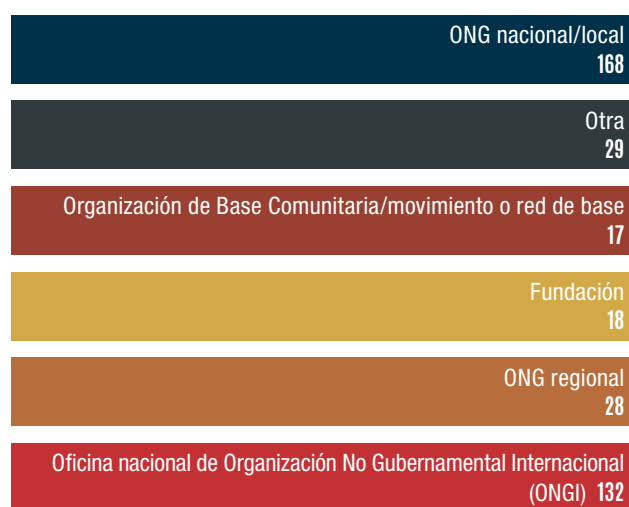 ONG nacional/local
168
Otra
29
Organización de Base Comunitaria/movimiento o red de base
17
Fundación
18
ONG regional
28
Oficina nacional de Organización No Gubernamental Internacional
(ONGI) 132